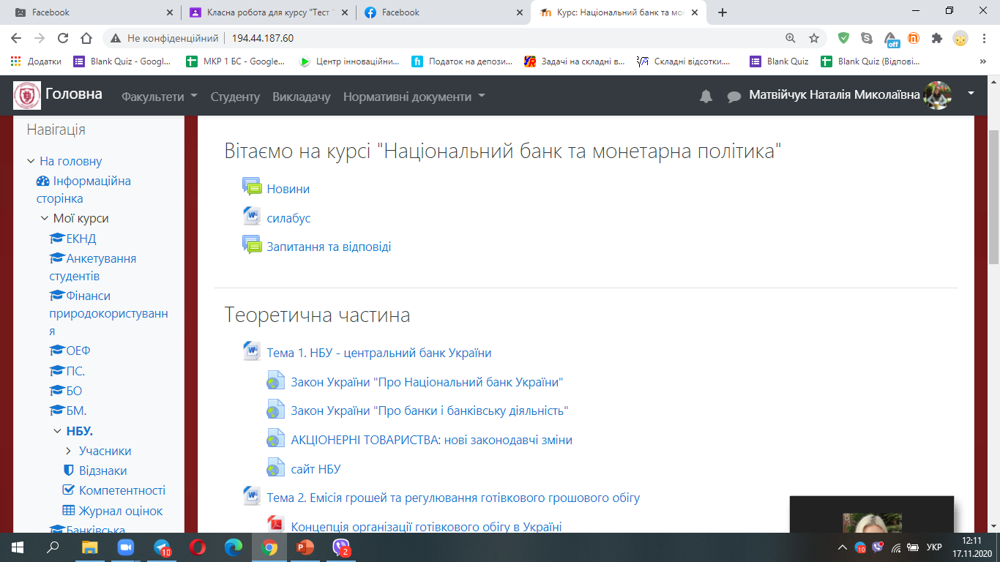 Facebook
Класна робота для курсу "Тест
Facebook
Курс: Національний банк та мон
Не конфіденційний
194.44.187.60
off
Додатки
Blank Quiz - Googl...
МКР 1 БС - Google...
Центр інноваційни...
Податок на депози...
Задачі на складні в...
Складні відсотки....
Blank Quiz
Blank Quiz (Відпові...
»
Головна
Факультети
Студенту
Викладачу
Нормативні документи
Матвійчук Наталія Миколаївна
Навігація
На головну
Інформаційна
сторінка
Мої курси
ЕКНД
Анкетування
студентів
Фінанси
природокористуванн
я
ОЕФ
ПС.
БО
БМ.
НБУ.
Учасники
Відзнаки
Компетентності
Журнал оцінок
Банківська
Вітаємо на курсі "Національний банк та монетарна політика"
Новини
силабус
Запитання та відповіді
Теоретична частина
Тема 1. НБУ - центральний банк України
Закон України "Про Національний банк України"
Закон України "Про банки і банківську діяльність"
АКЦІОНЕРНІ ТОВАРИСТВА: нові законодавчі зміни
сайт НБУ
Тема 2. Емісія грошей та регулювання готівкового грошового обігу
Концепція організації готівкового обігу в Україні
10
2
10
УКР
12:11
17.11.2020